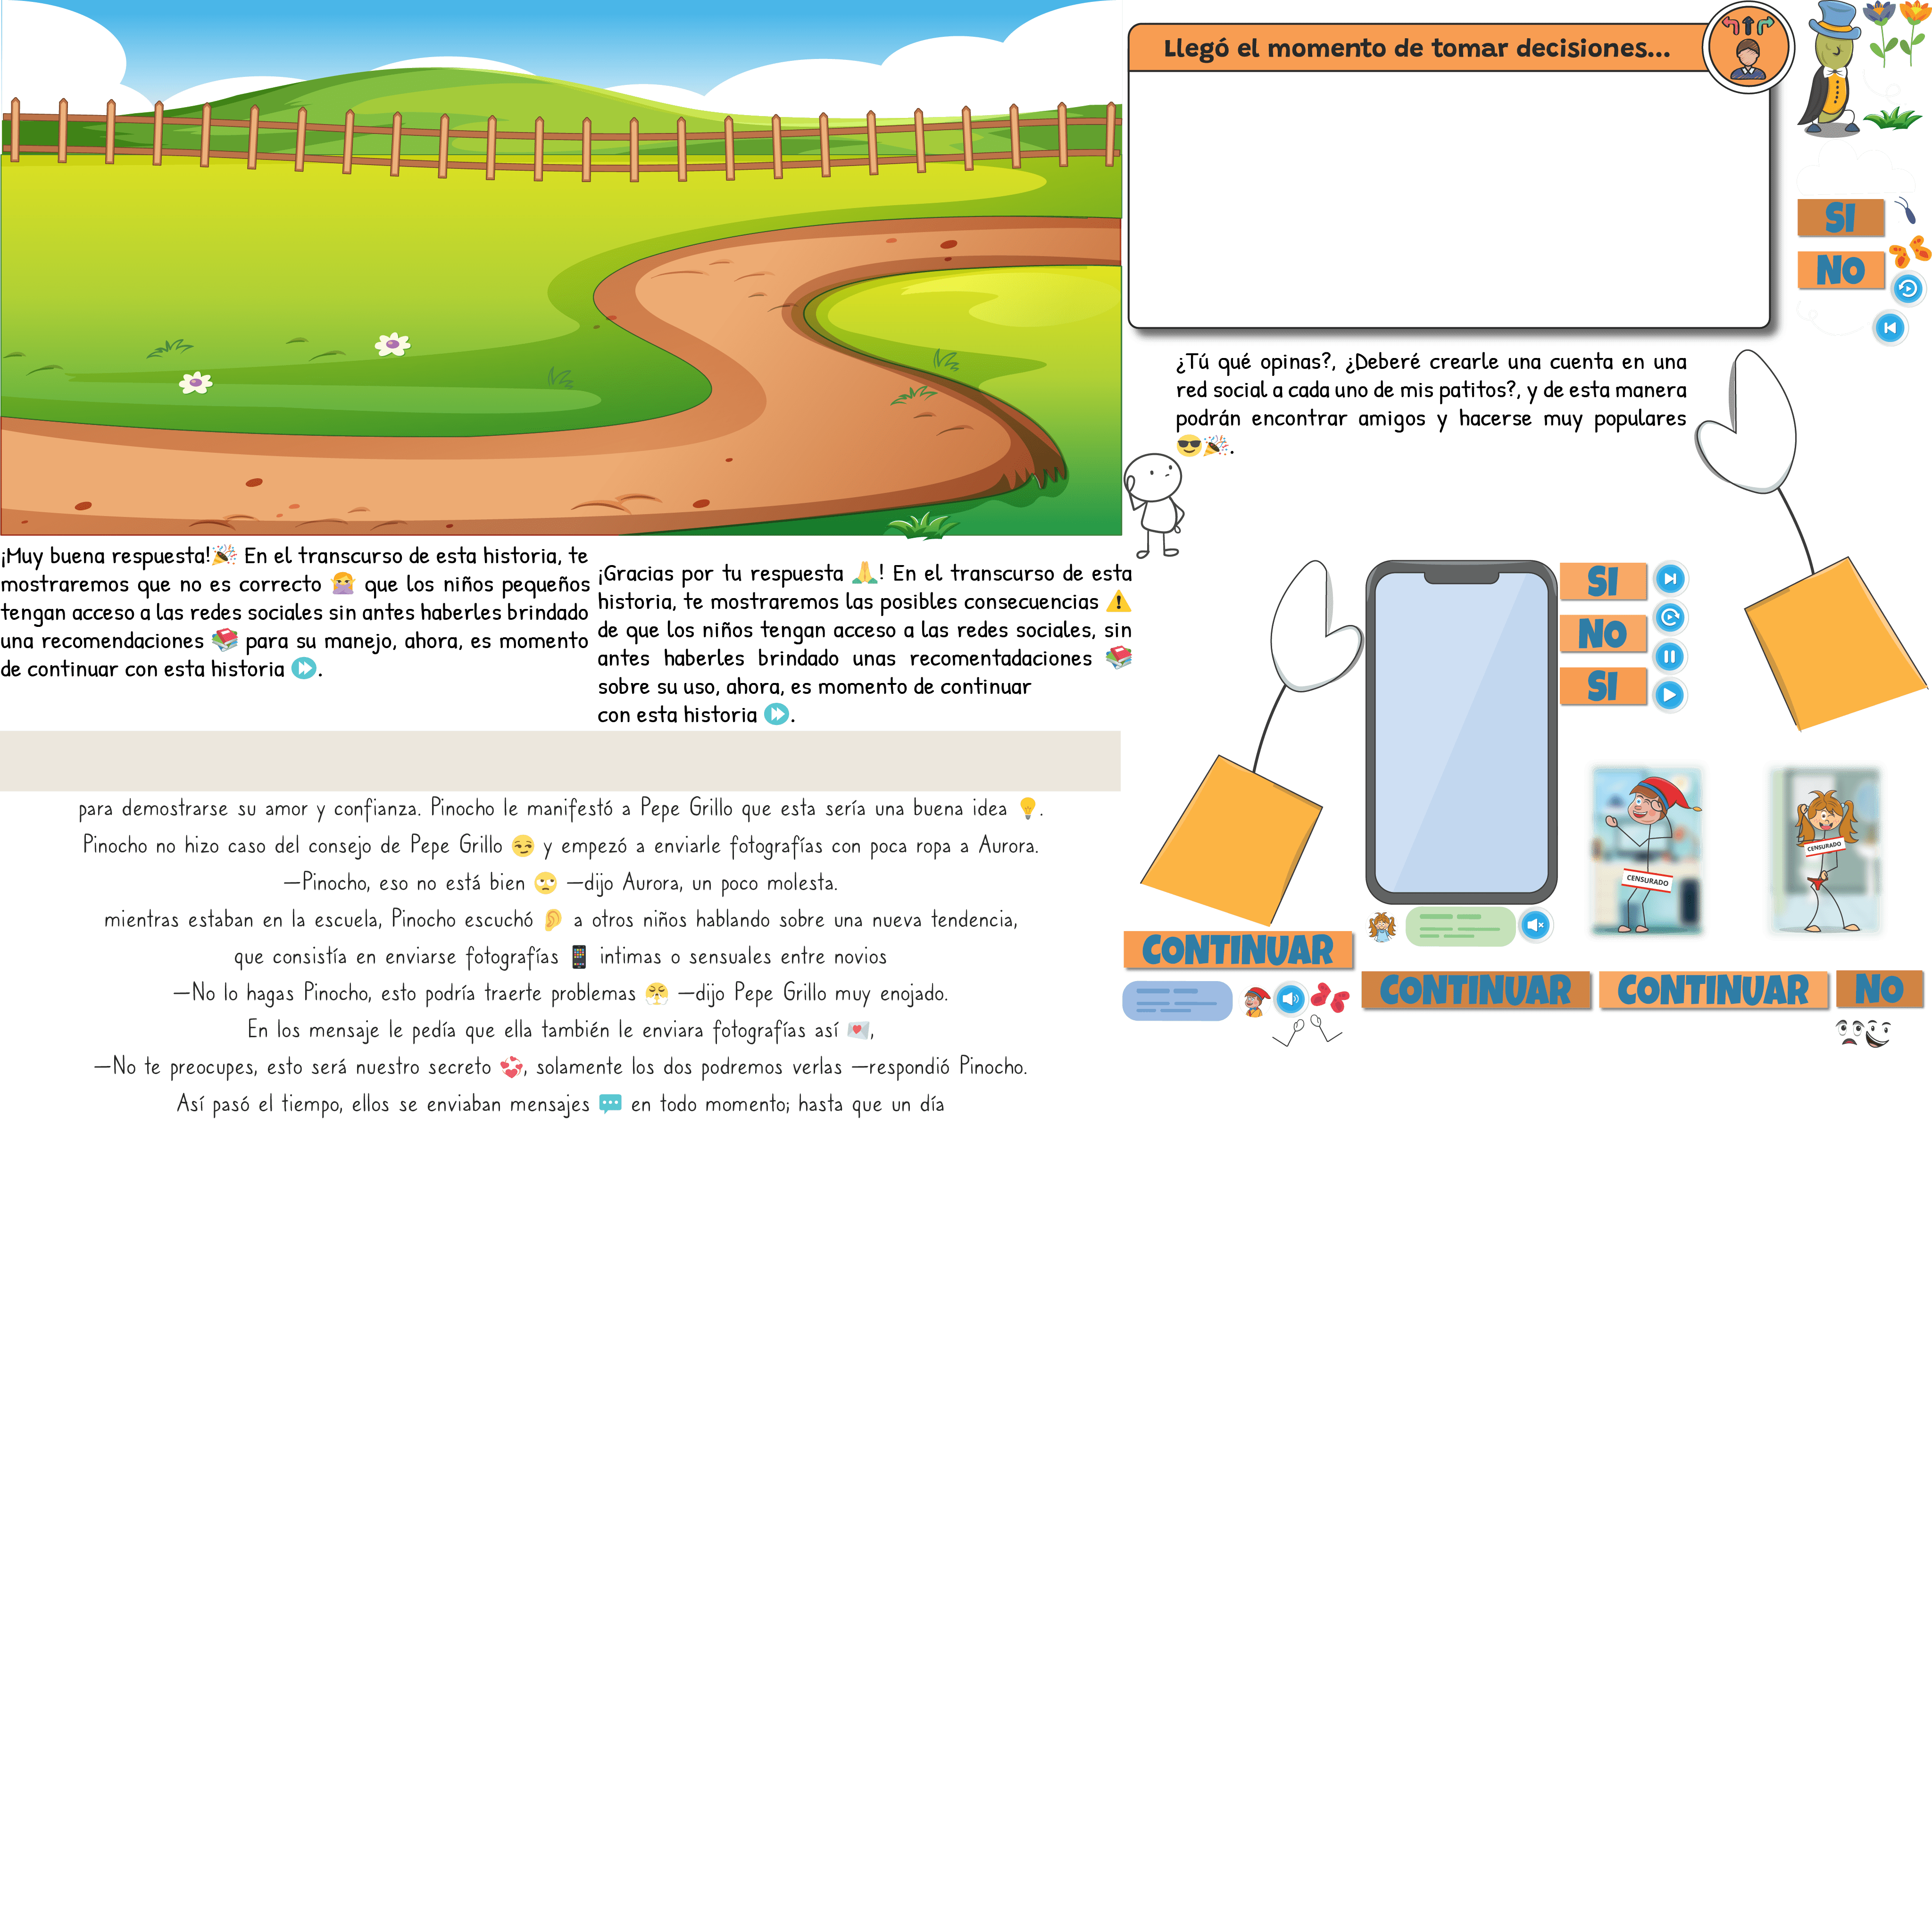 Llegó el momento de tomar decisiones...
SI
NO
¿Tú qué opinas?, ¿Deberé crearle una cuenta en una
red social a cada uno de mis patitos?, y de esta manera
podrán encontrar amigos y hacerse muy populares
😎🎉.
¡Muy buena respuesta!🎉 En el transcurso de esta historia, te
mostraremos que no es correcto 🙅 que los niños pequeños
tengan acceso a las redes sociales sin antes haberles brindado
una recomendaciones 📚 para su manejo, ahora, es momento
de continuar con esta historia ⏩.
¡Gracias por tu respuesta 🙏! En el transcurso de esta
historia, te mostraremos las posibles consecuencias ⚠️
de que los niños tengan acceso a las redes sociales, sin
antes haberles brindado unas recomentadaciones 📚
sobre su uso, ahora, es momento de continuar
con esta historia ⏩.
SI
NO
SI
para demostrarse su amor y confianza. Pinocho le manifestó a Pepe Grillo que esta sería una buena idea 💡.
Pinocho no hizo caso del consejo de Pepe Grillo 😏 y empezó a enviarle fotografías con poca ropa a Aurora.
—Pinocho, eso no está bien 🙄 —dijo Aurora, un poco molesta.
mientras estaban en la escuela, Pinocho escuchó 👂 a otros niños hablando sobre una nueva tendencia,
que consistía en enviarse fotografías 📱 intimas o sensuales entre novios
—No lo hagas Pinocho, esto podría traerte problemas 😤 —dijo Pepe Grillo muy enojado.
En los mensaje le pedía que ella también le enviara fotografías así 💌,
—No te preocupes, esto será nuestro secreto 💞, solamente los dos podremos verlas —respondió Pinocho.
Así pasó el tiempo, ellos se enviaban mensajes 💬 en todo momento; hasta que un día
CENSURADO
CENSURADO
CONTINUAR
CONTINUAR
CONTINUAR
NO